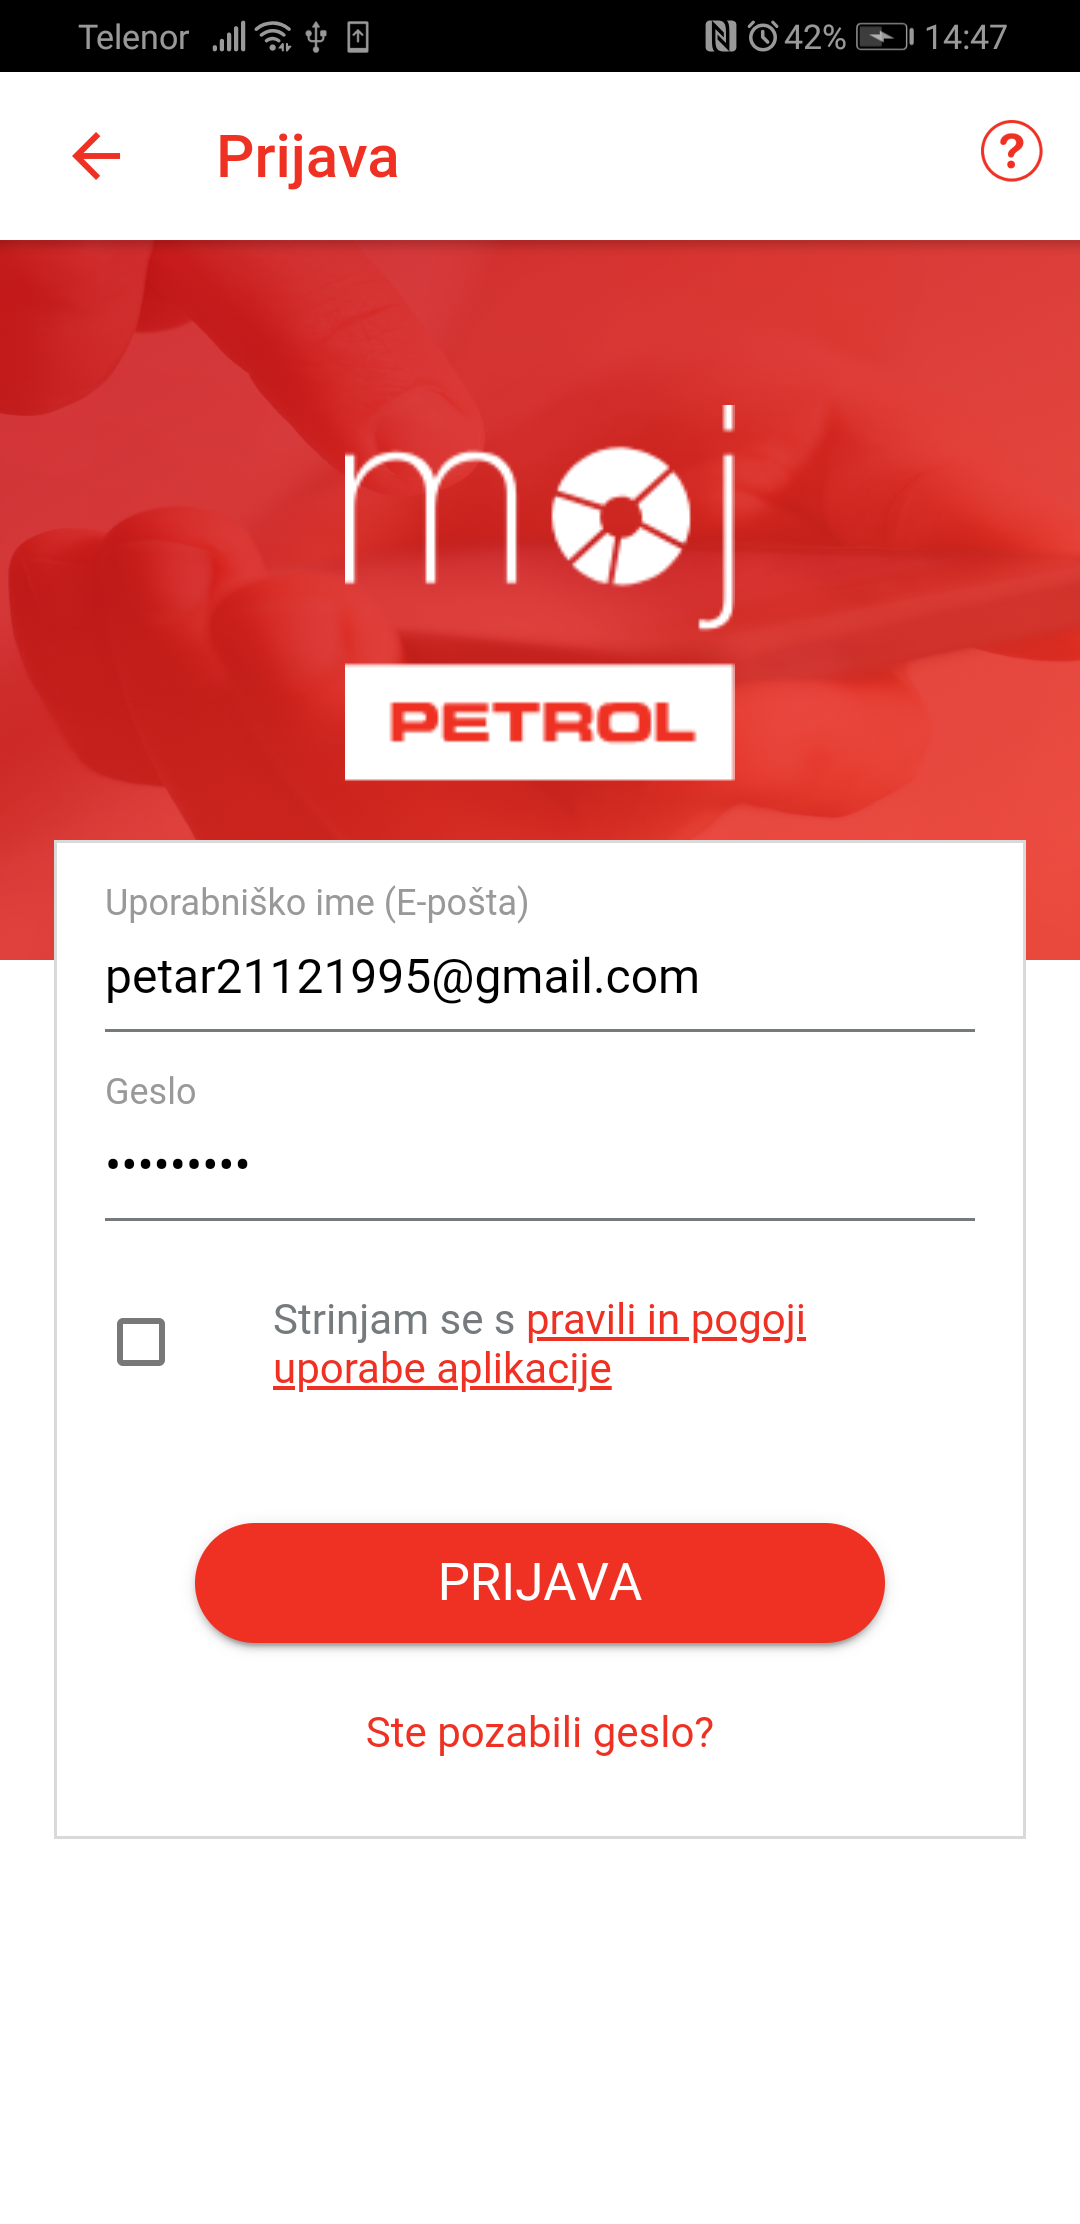 Telenor 42% 14:47
Prijava ?
moj
PETROL
Uporabniško ime (E-pošta)
petar21121995@gmail.com
Geslo
•••••••••
Strinjam se s pravili in pogoji
uporabe aplikacije
PRIJAVA
Ste pozabili geslo?